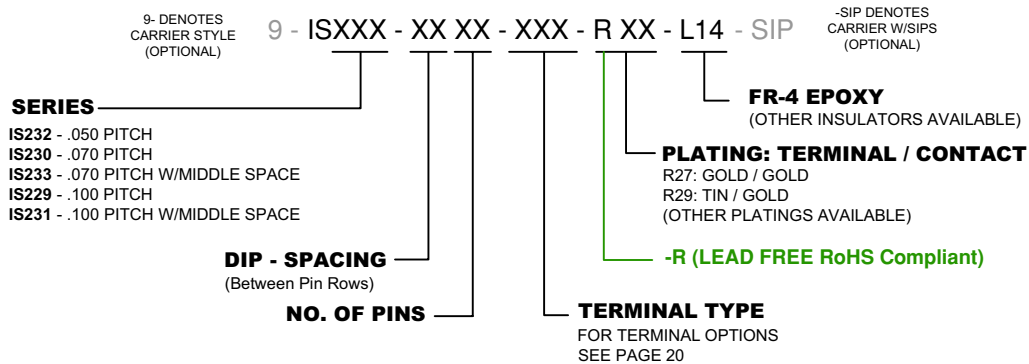 9- DENOTES
CARRIER STYLE
(OPTIONAL)
9 - ISXXX - XX XX - XXX - R XX - L14 - SIP
-SIP DENOTES
CARRIER W/SIPS
(OPTIONAL)
SERIES
IS232 - .050 PITCH
IS230 - .070 PITCH
IS233 - .070 PITCH W/MIDDLE SPACE
IS229 - .100 PITCH
IS231 - .100 PITCH W/MIDDLE SPACE
FR-4 EPOXY
(OTHER INSULATORS AVAILABLE)
PLATING: TERMINAL / CONTACT
R27: GOLD / GOLD
R29: TIN / GOLD
(OTHER PLATINGS AVAILABLE)
DIP - SPACING
(Between Pin Rows)
-R (LEAD FREE RoHS Compliant)
NO. OF PINS
TERMINAL TYPE
FOR TERMINAL OPTIONS
SEE PAGE 20